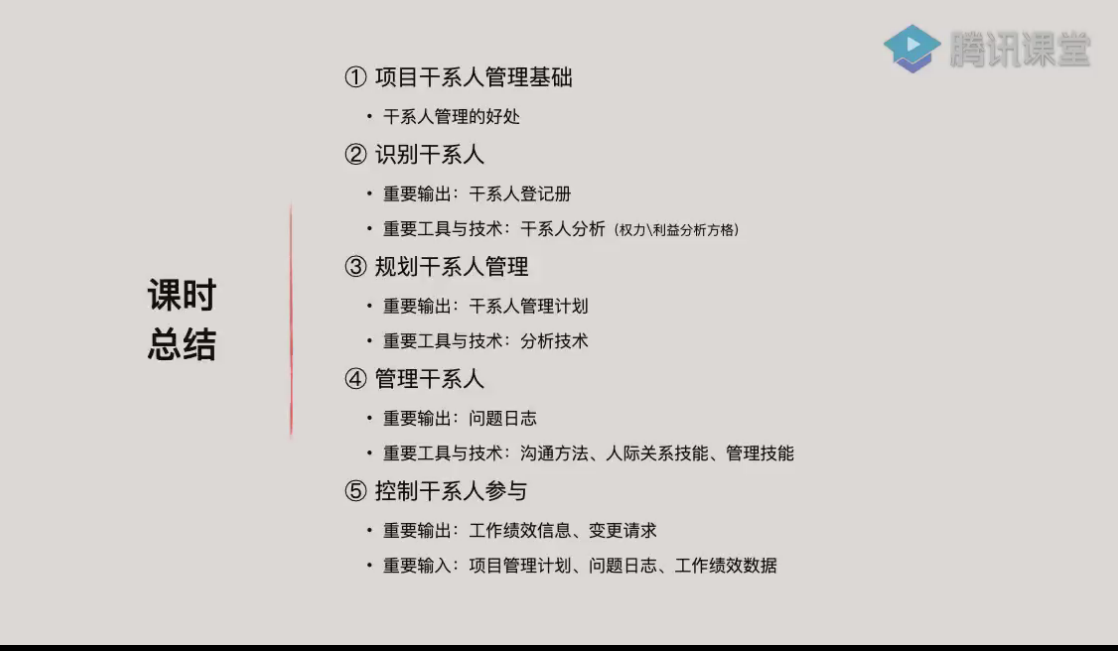 腾讯课堂
① 项目干系人管理基础
• 干系人管理的好处
② 识别干系人
• 重要输出：干系人登记册
• 重要工具与技术：干系人分析（权力\利益分析方格）
③ 规划干系人管理
• 重要输出：干系人管理计划
• 重要工具与技术：分析技术
课时
总结
④ 管理干系人
• 重要输出：问题日志
• 重要工具与技术：沟通方法、人际关系技能、管理技能
⑤ 控制干系人参与
• 重要输出：工作绩效信息、变更请求
• 重要输入：项目管理计划、问题日志、工作绩效数据